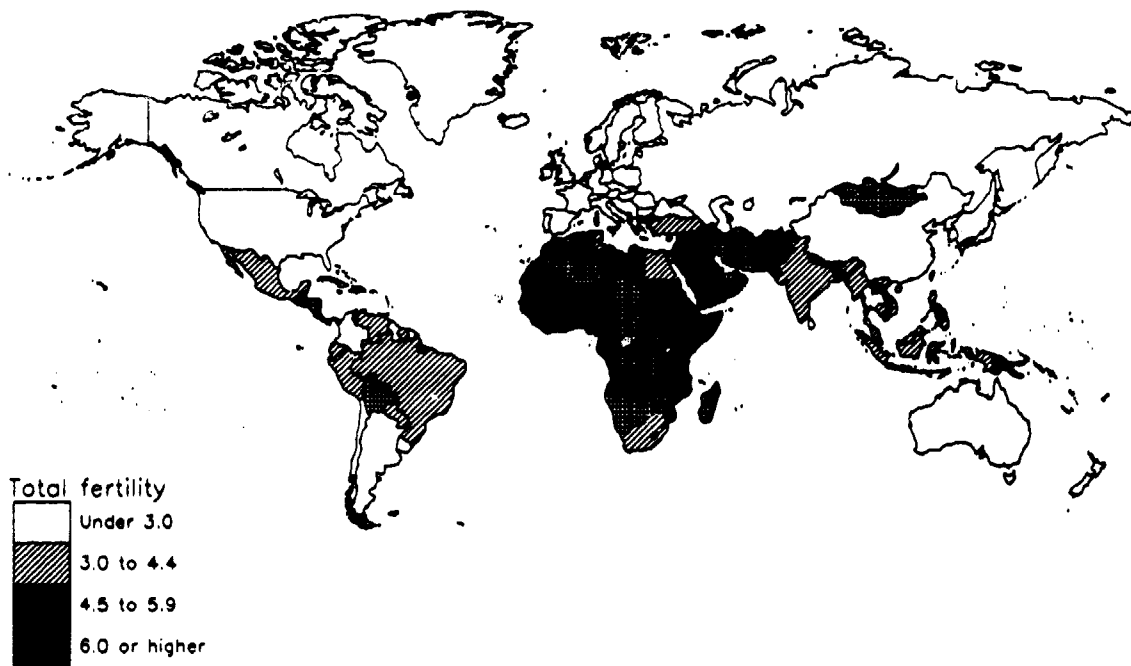 Total fertility
Under 3.0
3.0 to 4.4
4.5 to 5.9
6.0 or higher